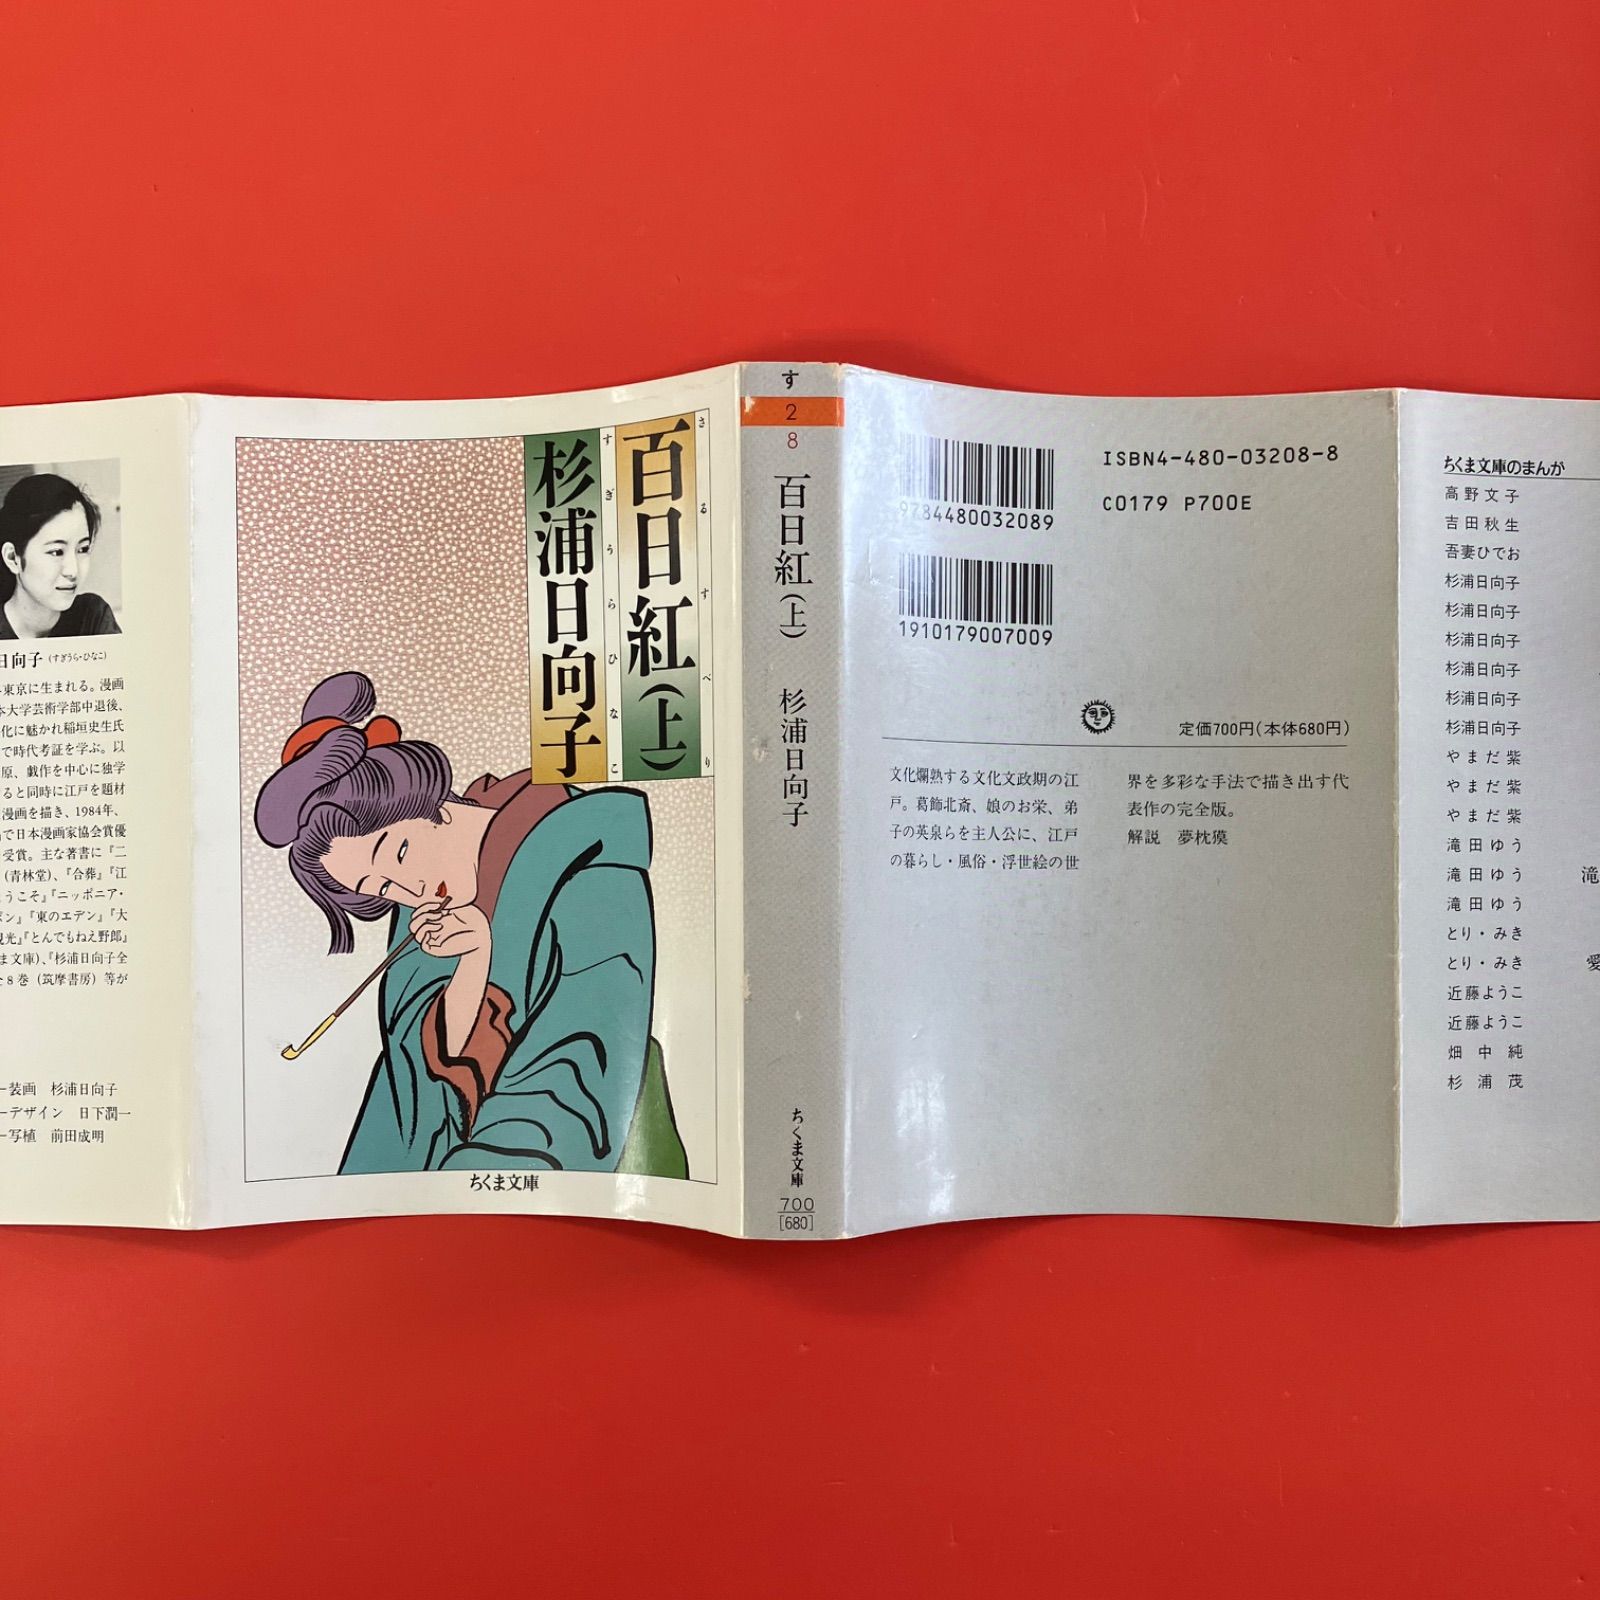 日向子（すぎうら・ひなこ）
東京に生まれる。漫画
本大学芸術学部中退後、
化に魅かれ稲垣史生氏
で時代考証を学ぶ。以
原、戯作を中心に独学
ると同時に江戸を題材
漫画を描き、1984年、
で日本漫画家協会賞優
受賞。主な著書に『二
（青林堂）、『合葬』『江
ようこそ』『ニッポニア・
ポン』『東のエデン』『大
観光』『とんでもねえ野郎』
ま文庫）、『杉浦日向子全
全8巻（筑摩書房）等が
装画　杉浦日向子
ーデザイン　日下潤一
写植　前田成明
百日紅（上）
さるすべり
杉浦日向子
すぎうらひなこ
ちくま文庫
す
2
8
百日紅（上）
杉浦日向子
ちくま文庫
700
[680]
9784480032089
1910179007009
ISBN4-480-03208-8
C0179 P700E
定価700円（本体680円）
文化爛熟する文化文政期の江
戸。葛飾北斎、娘のお栄、弟
子の英泉らを主人公に、江戸
の暮らし・風俗・浮世絵の世
界を多彩な手法で描き出す代
表作の完全版。
解説　夢枕獏
ちくま文庫のまんが
高野文子
吉田秋生
吾妻ひでお
杉浦日向子
杉浦日向子
杉浦日向子
杉浦日向子
杉浦日向子
杉浦日向子
やまだ紫
やまだ紫
やまだ紫
滝田ゆう
滝田ゆう　滝
滝田ゆう
とり・みき
とり・みき　愛
近藤ようこ
近藤ようこ
畑中純
杉浦茂